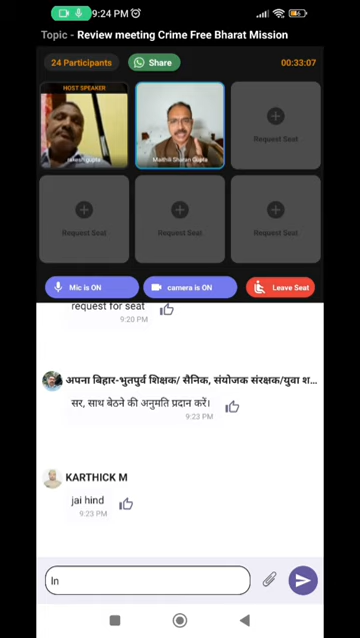 9:24 PM
Topic - Review meeting Crime Free Bharat Mission
24 Participants
Share
00:33:07
HOST SPEAKER
rakesh gupta
Maithili Sharan Gupta
Request Seat
Request Seat
Request Seat
Request Seat
Mic is ON
camera is ON
Leave Seat
request for seat
9:20 PM
अपना बिहार-भुतपुर्व शिक्षक/ सैनिक, संयोजक संरक्षक/युवा श...
सर, साथ बेठने की अनुमति प्रदान करें।
9:23 PM
KARTHICK M
jai hind
9:23 PM
In